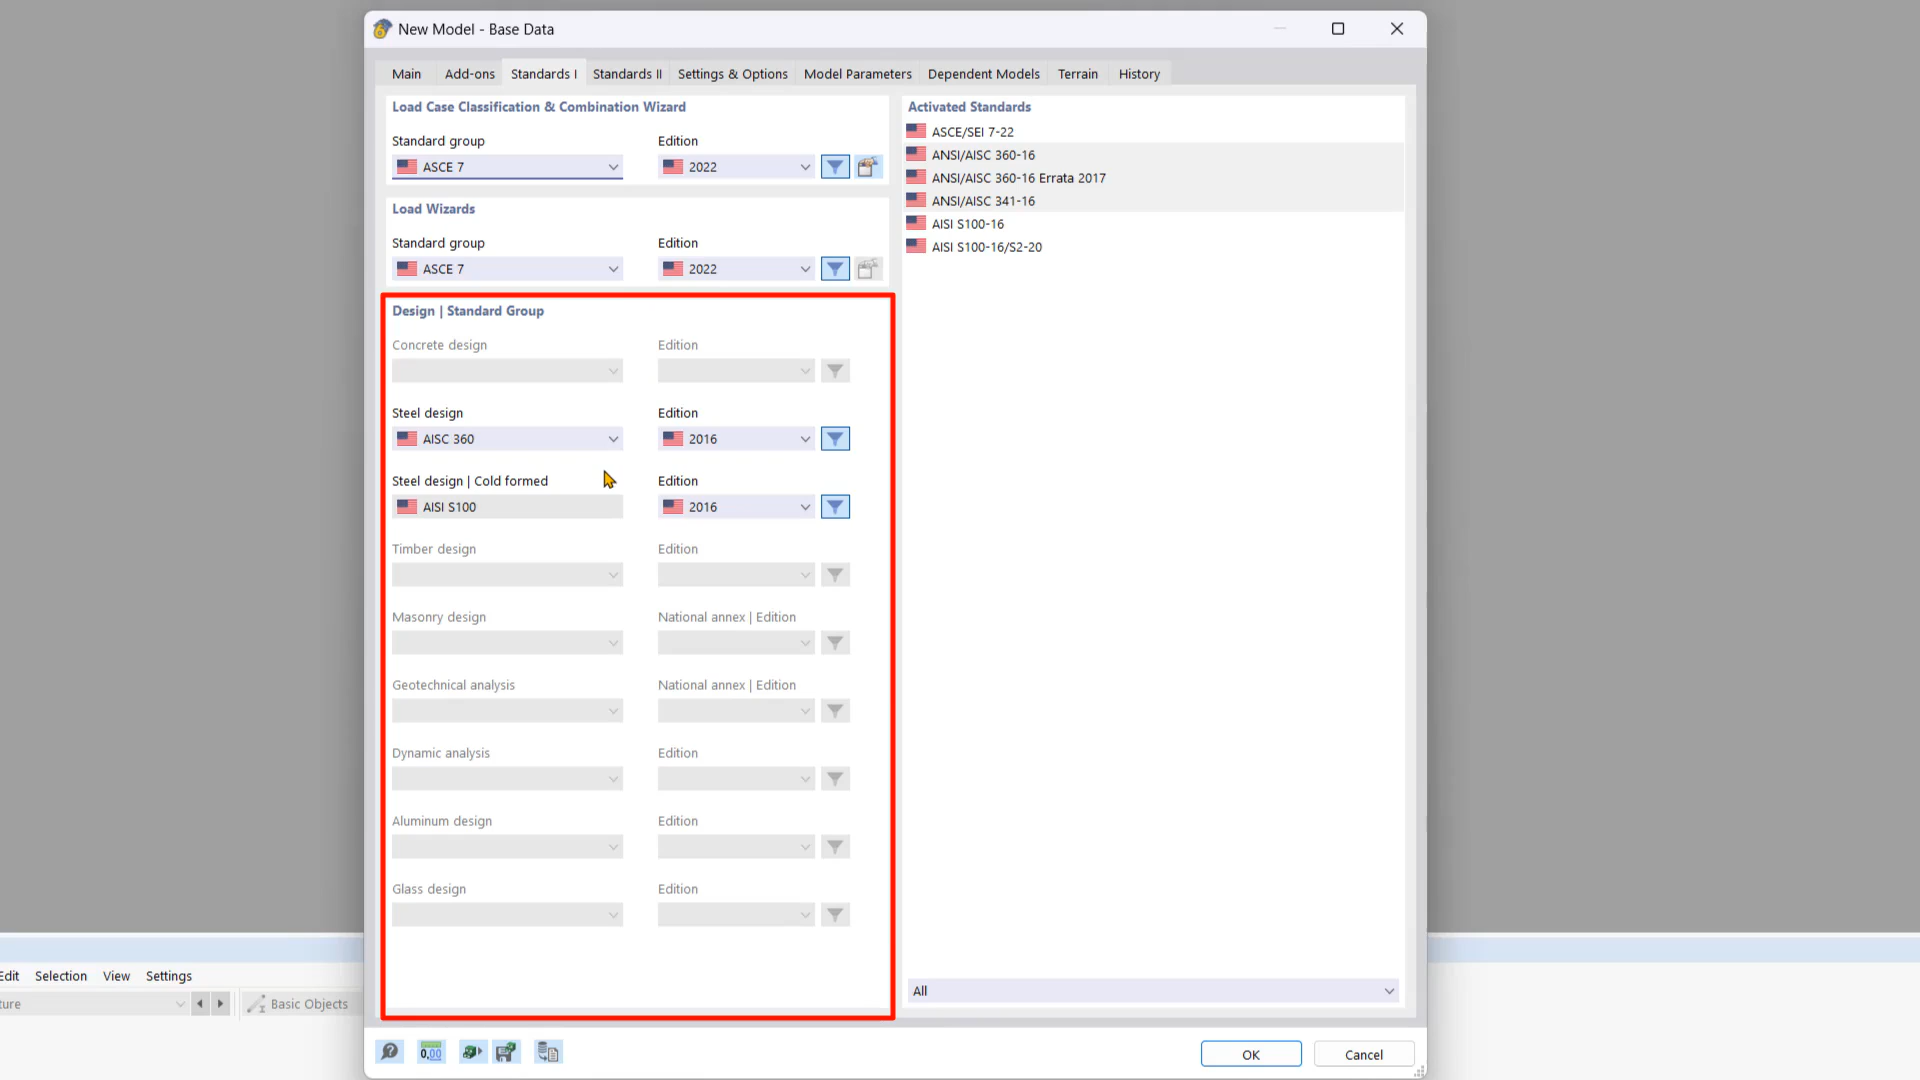 New Model - Base Data
Main Add-ons Standards I Standards II Settings & Options Model Parameters Dependent Models Terrain History
Load Case Classification & Combination Wizard
Standard group Edition
ASCE 7 2022
Load Wizards
Standard group Edition
ASCE 7 2022
Design | Standard Group
Concrete design Edition
Steel design Edition
AISC 360 2016
Steel design | Cold formed Edition
AISI S100 2016
Timber design Edition
Masonry design National annex | Edition
Geotechnical analysis National annex | Edition
Dynamic analysis Edition
Aluminum design Edition
Glass design Edition
Activated Standards
ASCE/SEI 7-22
ANSI/AISC 360-16
ANSI/AISC 360-16 Errata 2017
ANSI/AISC 341-16
AISI S100-16
AISI S100-16/S2-20
All
Edit Selection View Settings
ture Basic Objects
0,00
OK Cancel